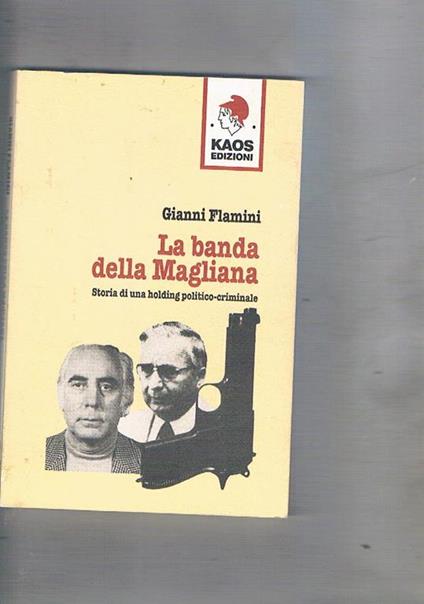 KAOS
EDIZIONI
Gianni Flamini
La banda
della Magliana
Storia di una holding politico-criminale